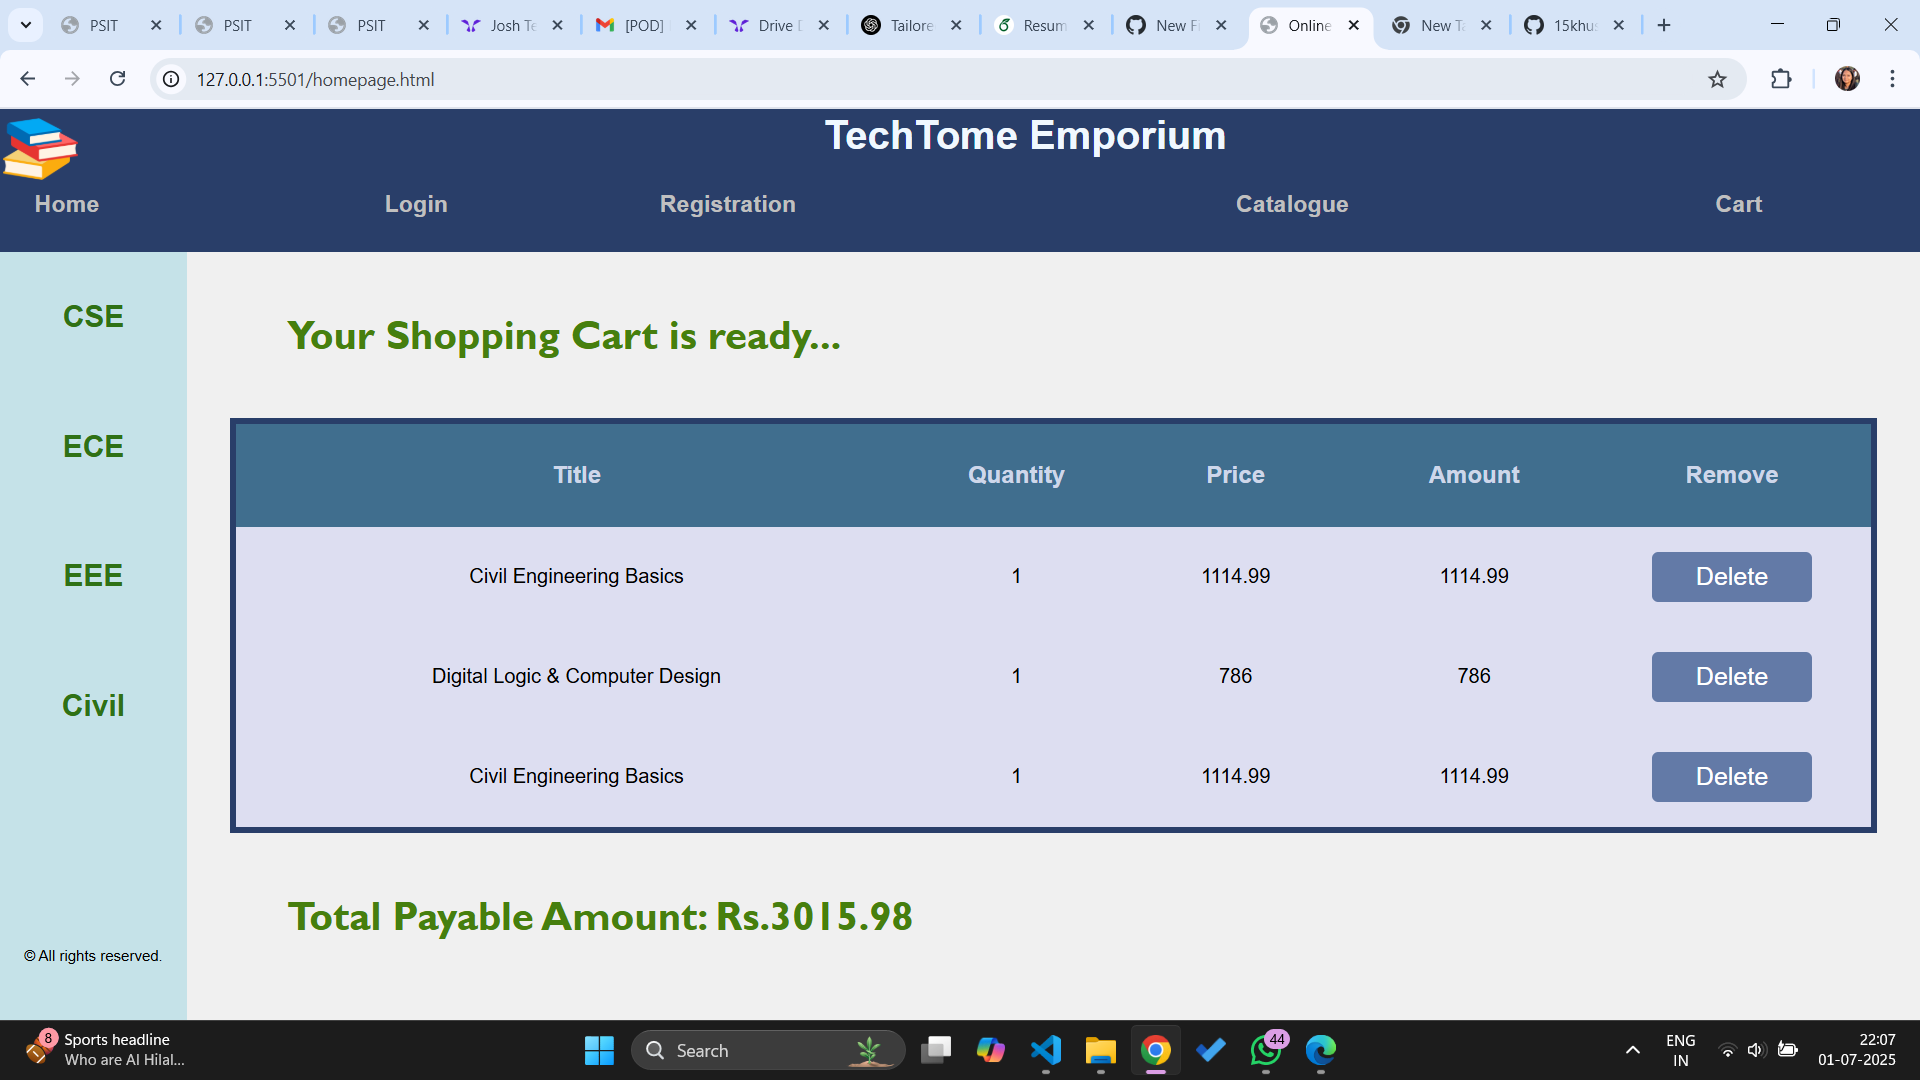 PSIT
PSIT
PSIT
Josh Te
[POD]
Drive D
Tailore
Resum
New Fi
Online
New Ta
15khus
127.0.0.1:5501/homepage.html
TechTome Emporium
Home Login Registration Catalogue Cart
CSE
ECE
EEE
Civil
© All rights reserved.
Your Shopping Cart is ready...
Title Quantity Price Amount Remove
Civil Engineering Basics 1 1114.99 1114.99 Delete
Digital Logic & Computer Design 1 786 786 Delete
Civil Engineering Basics 1 1114.99 1114.99 Delete
Total Payable Amount: Rs.3015.98
8
Sports headline
Who are Al Hilal...
Search
44
ENG
IN
22:07
01-07-2025